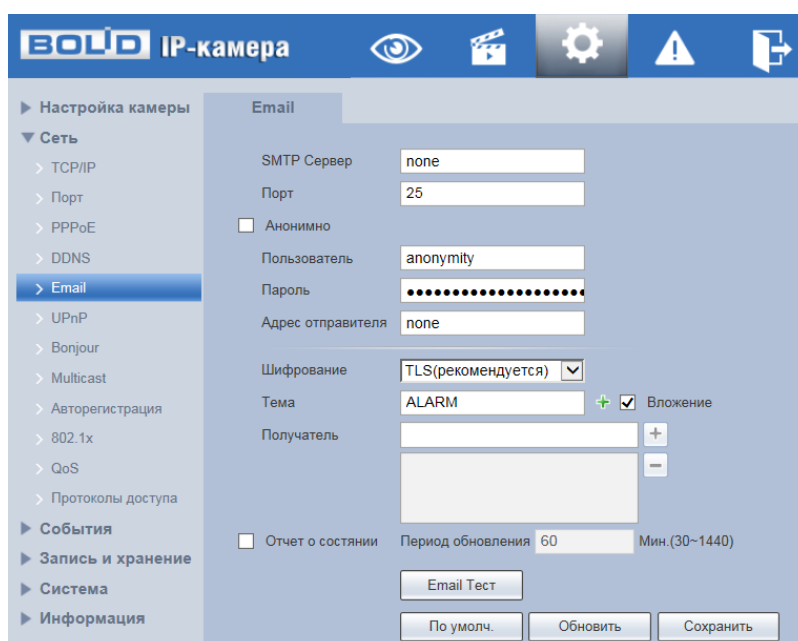 BOLID IP-камера
Настройка камеры
Сеть
TCP/IP
Порт
PPPoE
DDNS
Email
UPnP
Bonjour
Multicast
Авторегистрация
802.1x
QoS
Протоколы доступа
События
Запись и хранение
Система
Информация
Email
SMTP Сервер none
Порт 25
Анонимно
Пользователь anonymity
Пароль ●●●●●●●●●●●●●●●●●●●●
Адрес отправителя none
Шифрование TLS(рекомендуется)
Тема ALARM + Вложение
Получатель +
−
Отчет о состянии Период обновления 60 Мин.(30~1440)
Email Тест
По умолч. Обновить Сохранить